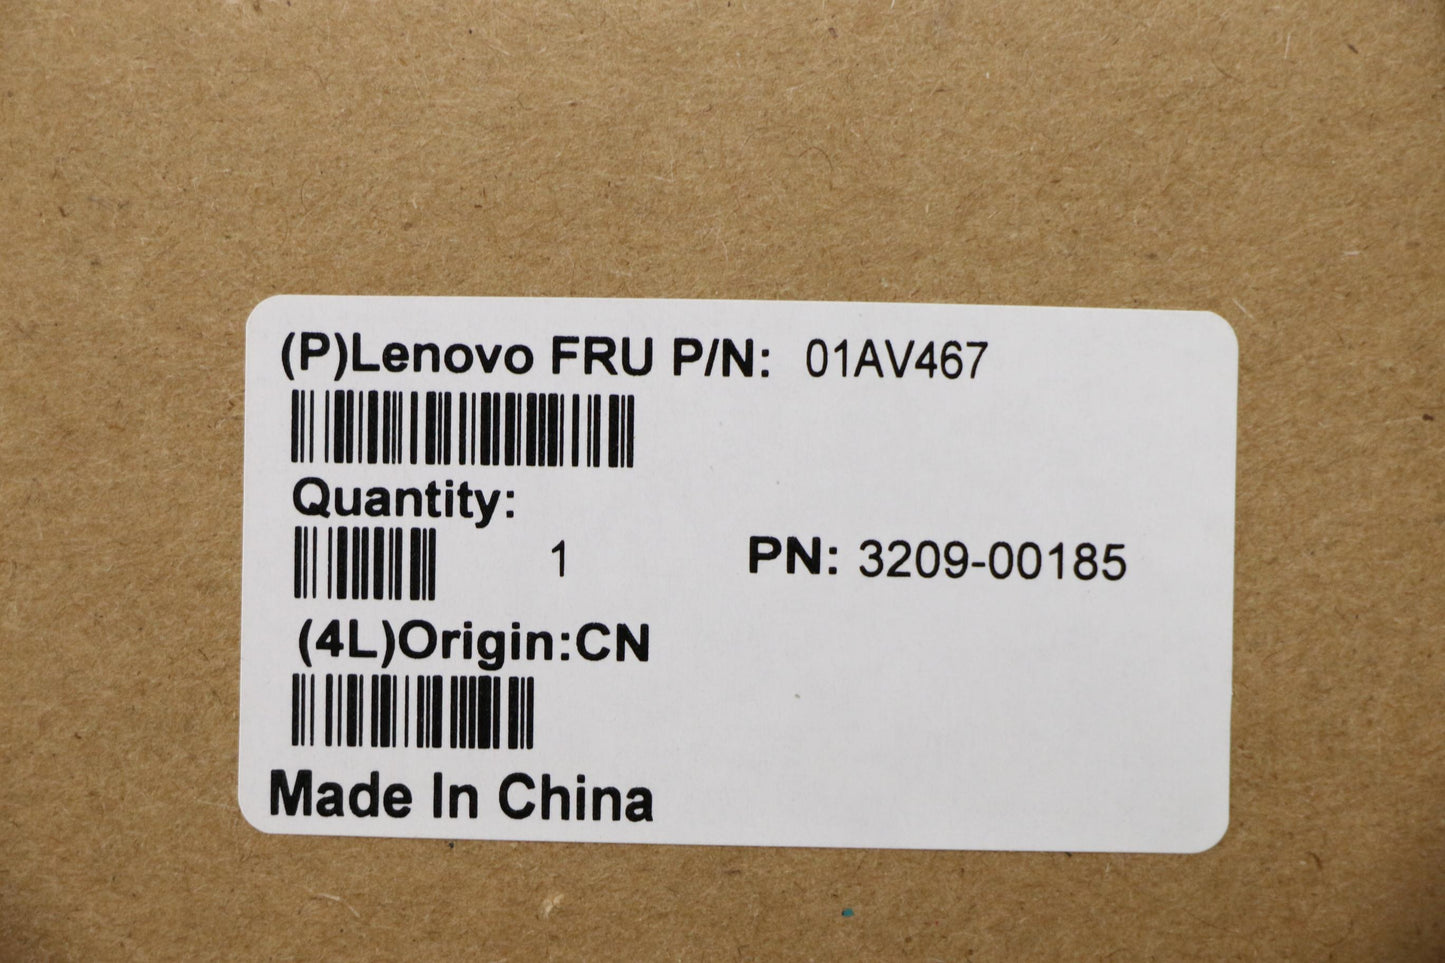 (P)Lenovo FRU P/N: 01AV467
Quantity:
1 PN: 3209-00185
(4L)Origin:CN
Made In China